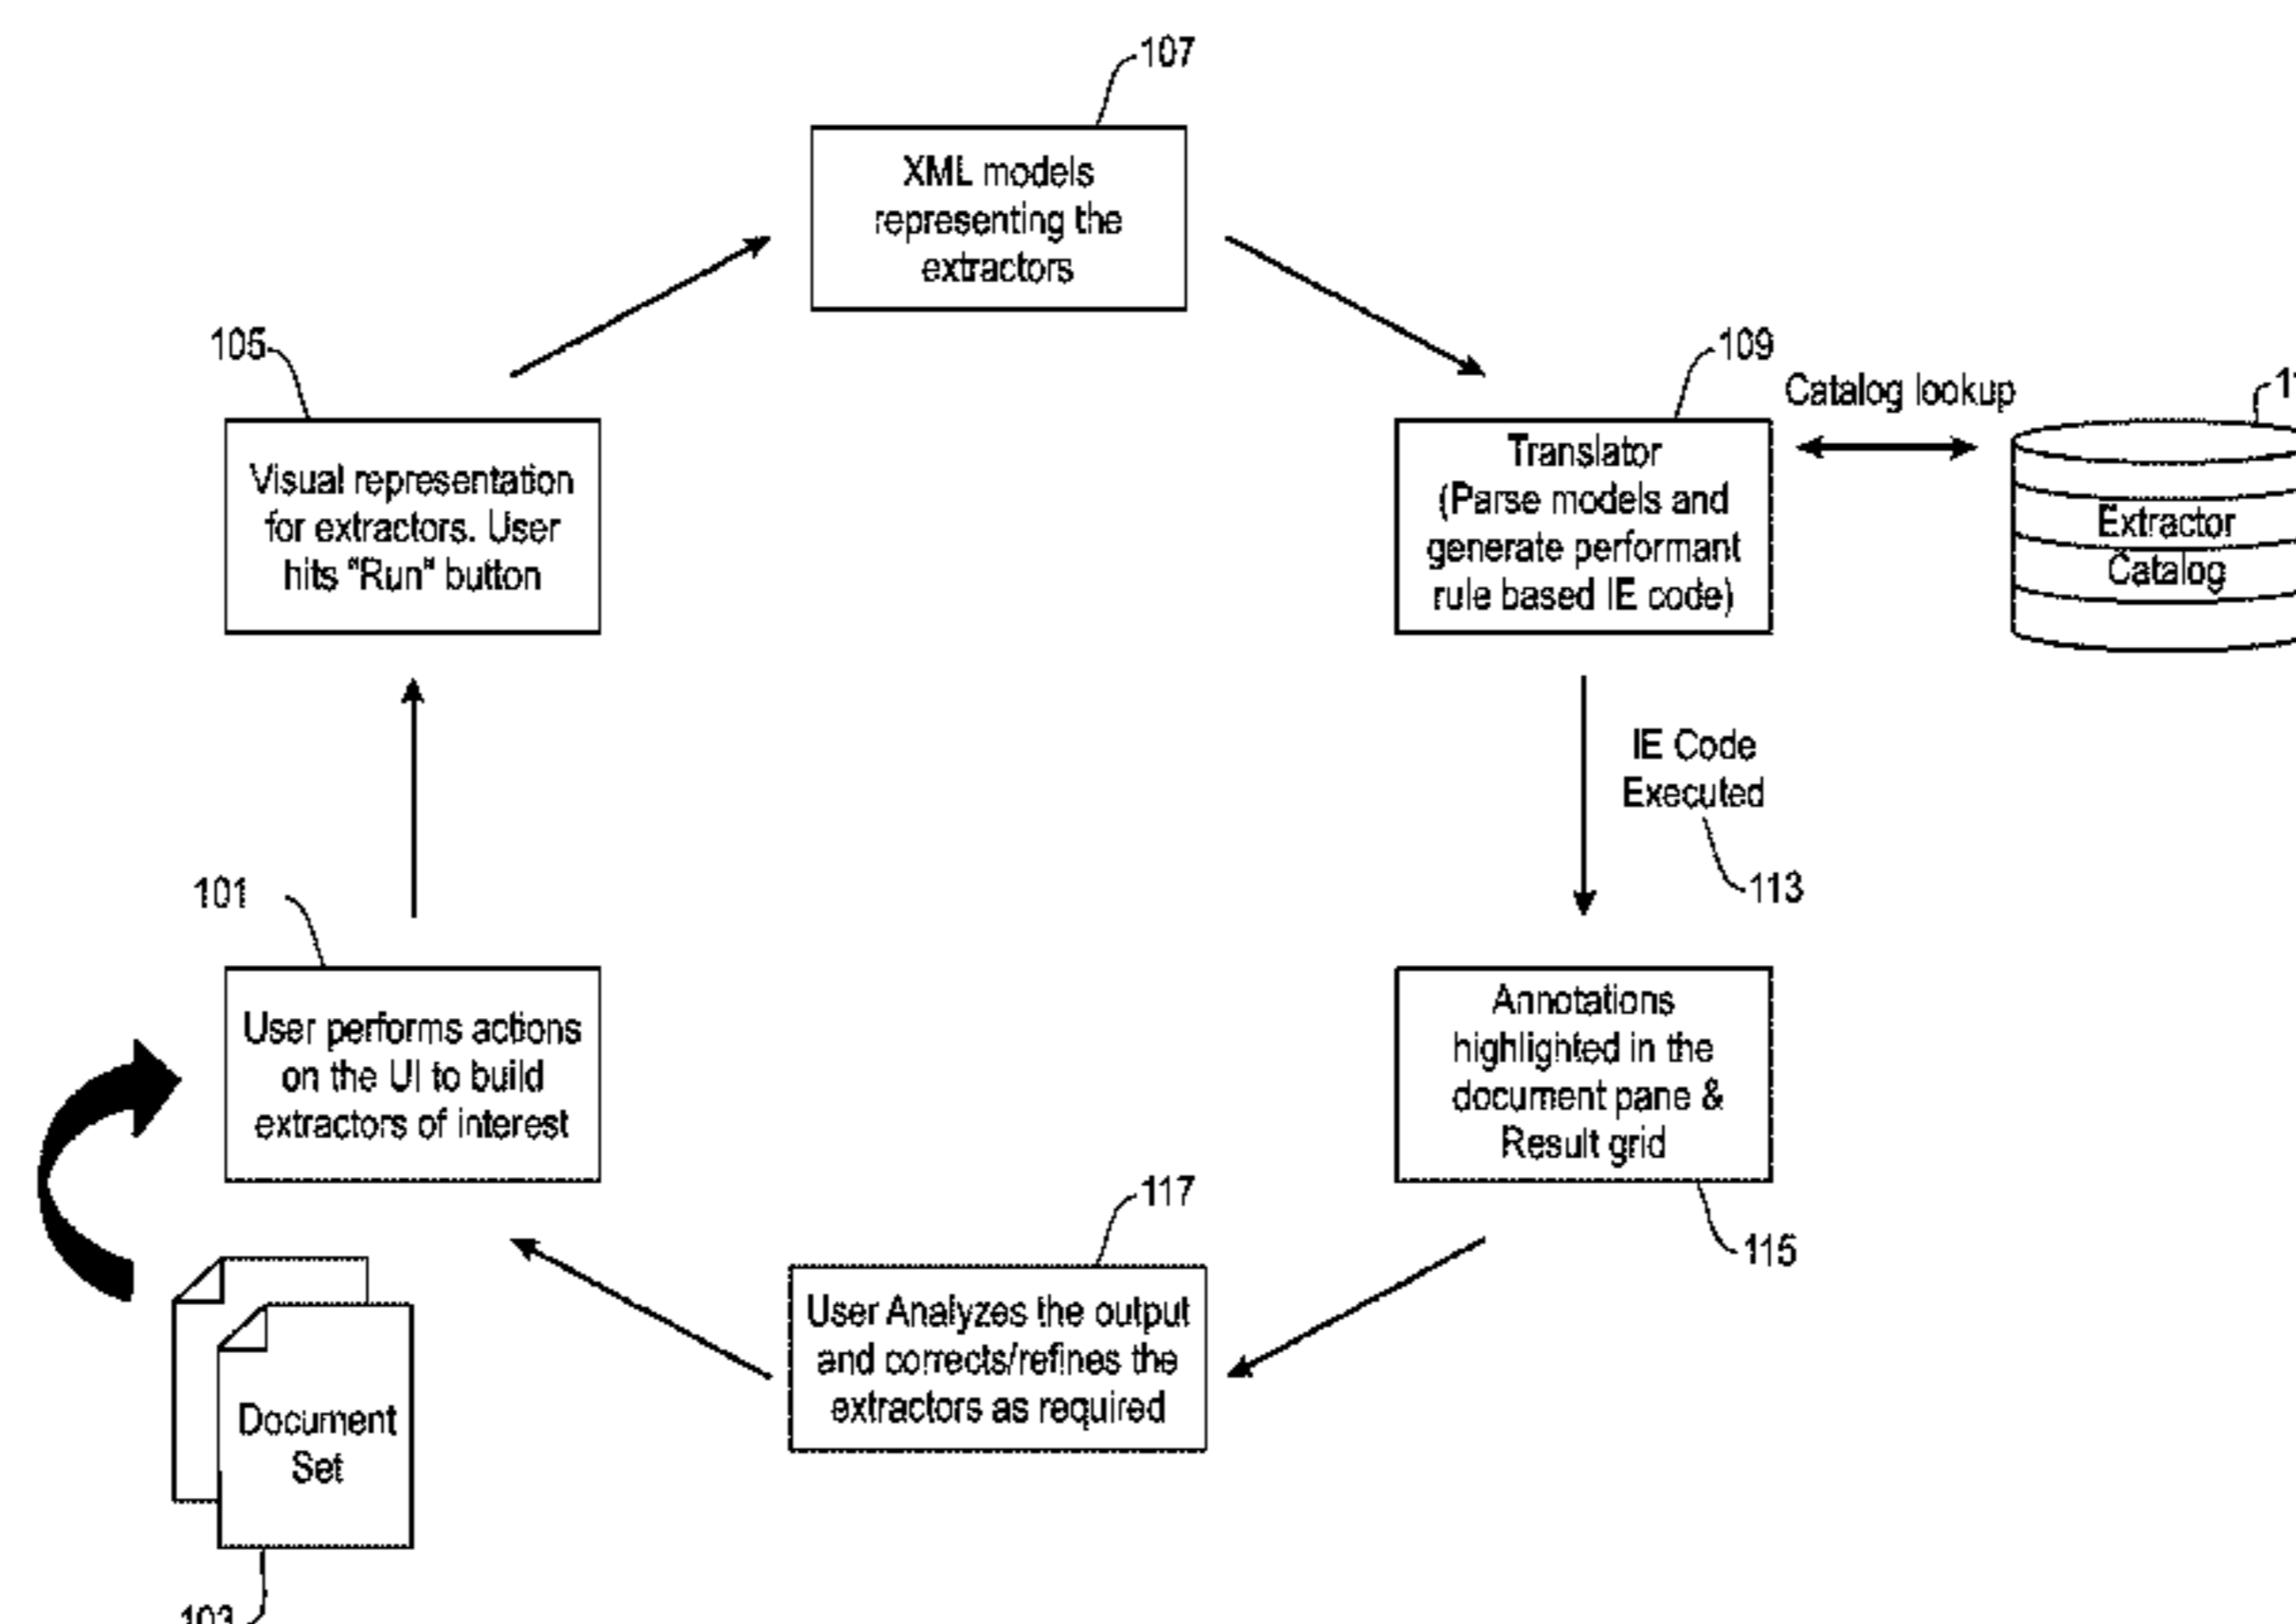 107
XML models
representing the
extractors
105
Visual representation
for extractors. User
hits "Run" button
109
Translator
(Parse models and
generate performant
rule based IE code)
Catalog lookup
Extractor
Catalog
IE Code
Executed
113
101
User performs actions
on the UI to build
extractors of interest
Annotations
highlighted in the
document pane &
Result grid
115
117
User Analyzes the output
and corrects/refines the
extractors as required
Document
Set
103